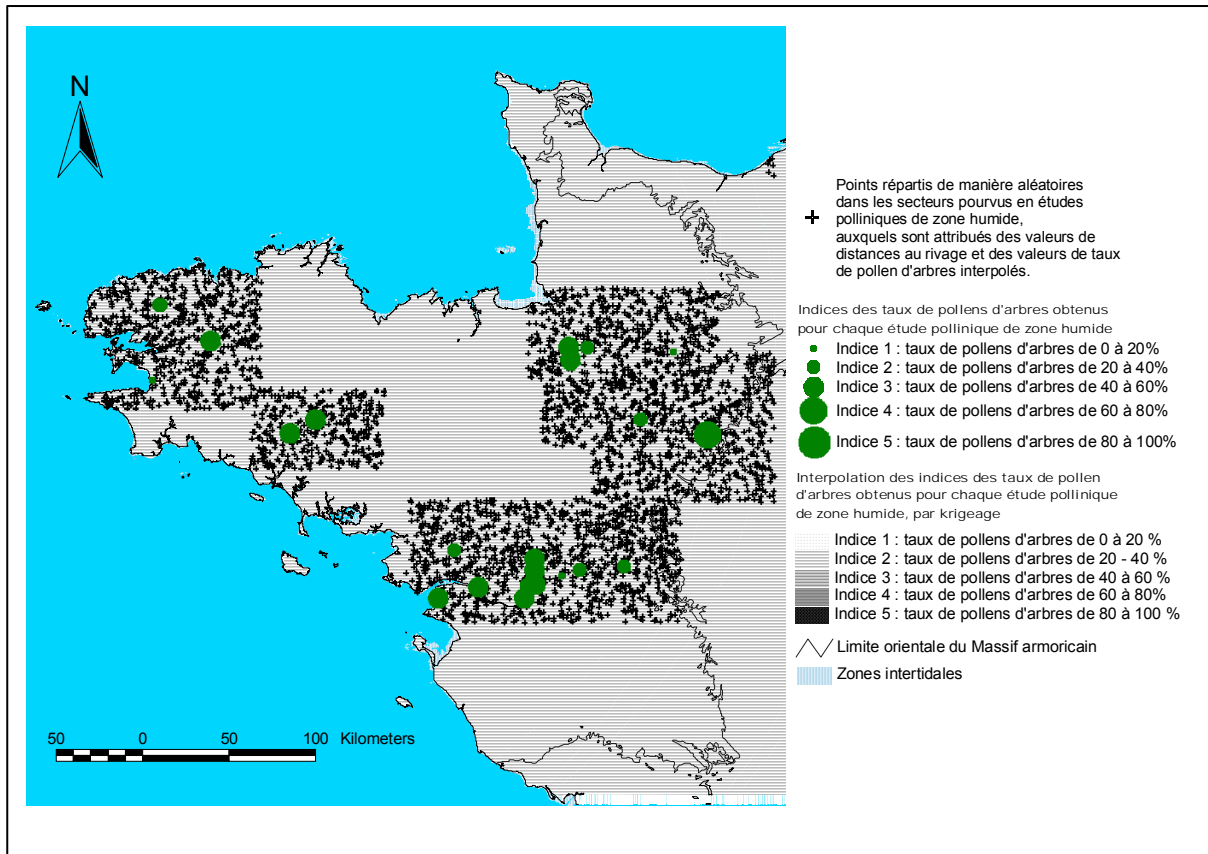 N
50 0 50 100 Kilometers
Points répartis de manière aléatoires
dans les secteurs pourvus en études
polliniques de zone humide,
auxquels sont attribués des valeurs de
distances au rivage et des valeurs de taux
de pollen d'arbres interpolés.
Indices des taux de pollens d'arbres obtenus
pour chaque étude pollinique de zone humide
Indice 1 : taux de pollens d'arbres de 0 à 20%
Indice 2 : taux de pollens d'arbres de 20 à 40%
Indice 3 : taux de pollens d'arbres de 40 à 60%
Indice 4 : taux de pollens d'arbres de 60 à 80%
Indice 5 : taux de pollens d'arbres de 80 à 100%
Interpolation des indices des taux de pollen
d'arbres obtenus pour chaque étude pollinique
de zone humide, par krigeage
Indice 1 : taux de pollens d'arbres de 0 à 20 %
Indice 2 : taux de pollens d'arbres de 20 - 40 %
Indice 3 : taux de pollens d'arbres de 40 à 60 %
Indice 4 : taux de pollens d'arbres de 60 à 80%
Indice 5 : taux de pollens d'arbres de 80 à 100 %
Limite orientale du Massif armoricain
Zones intertidales